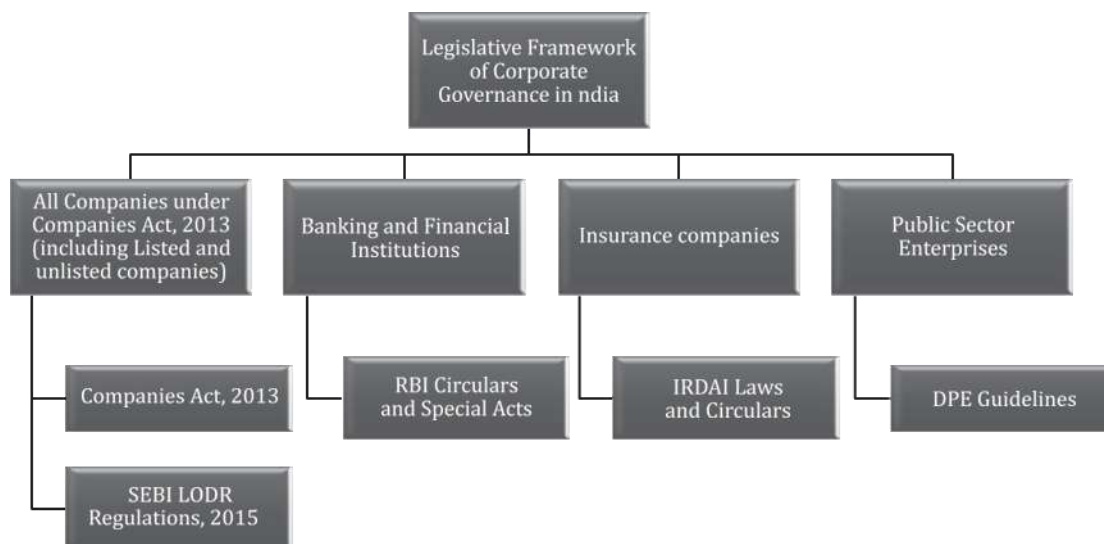 Legislative Framework
of Corporate
Governance in ndia
All Companies under
Companies Act, 2013
(including Listed and
unlisted companies)
Banking and Financial
Institutions
Insurance companies
Public Sector
Enterprises
Companies Act, 2013
RBI Circulars
and Special Acts
IRDAI Laws
and Circulars
DPE Guidelines
SEBI LODR
Regulations, 2015